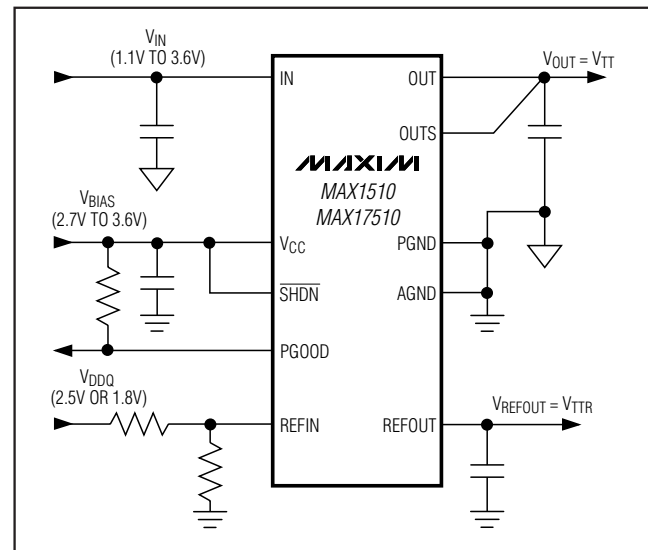 VIN
(1.1V TO 3.6V)
IN
OUT
VOUT = VTT
OUTS
MAXIM
MAX1510
MAX17510
VBIAS
(2.7V TO 3.6V)
VCC
PGND
SHDN
AGND
PGOOD
VDDQ
(2.5V OR 1.8V)
REFIN
REFOUT
VREFOUT = VTTR